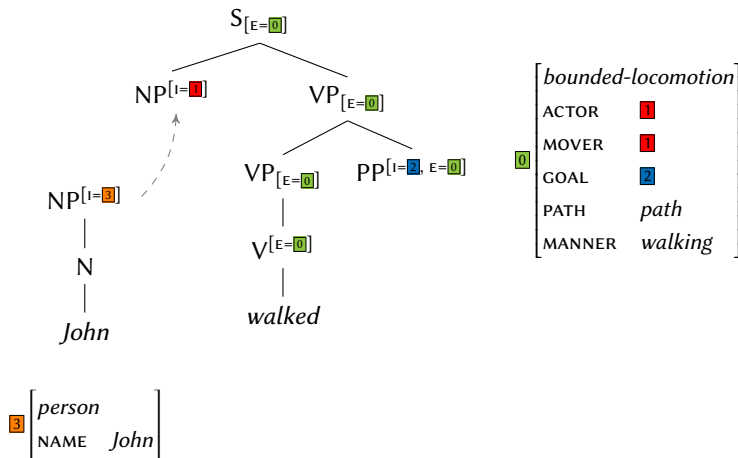 S[E=0]
NP[I=1] VP[E=0]
VP[E=0] PP[I=2, E=0]
NP[I=3]
N V[E=0]
John walked
0 bounded-locomotion
ACTOR 1
MOVER 1
GOAL 2
PATH path
MANNER walking
3 person
NAME John